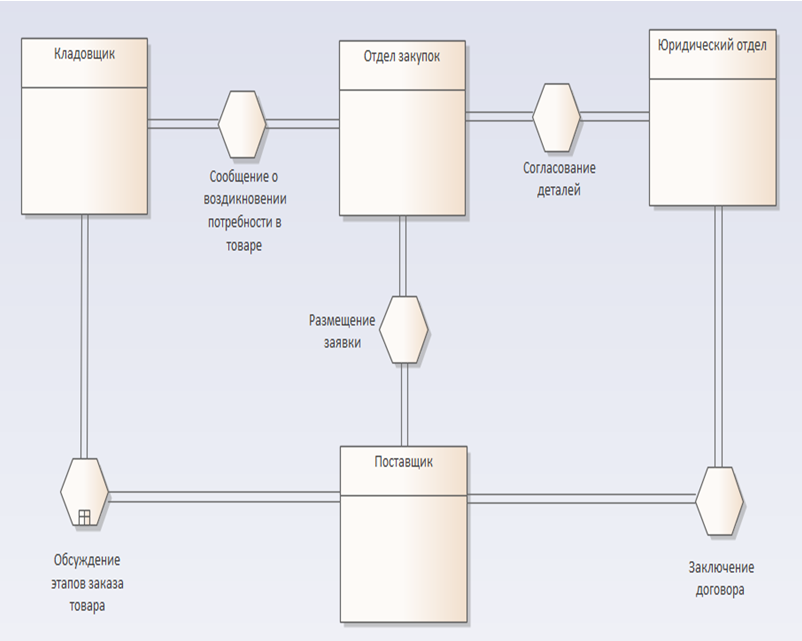 Кладовщик
Отдел закупок
Юридический отдел
Сообщение о
воздикновении
потребности в
товаре
Согласование
деталей
Размещение
заявки
Поставщик
Обсуждение
этапов заказа
товара
Заключение
договора